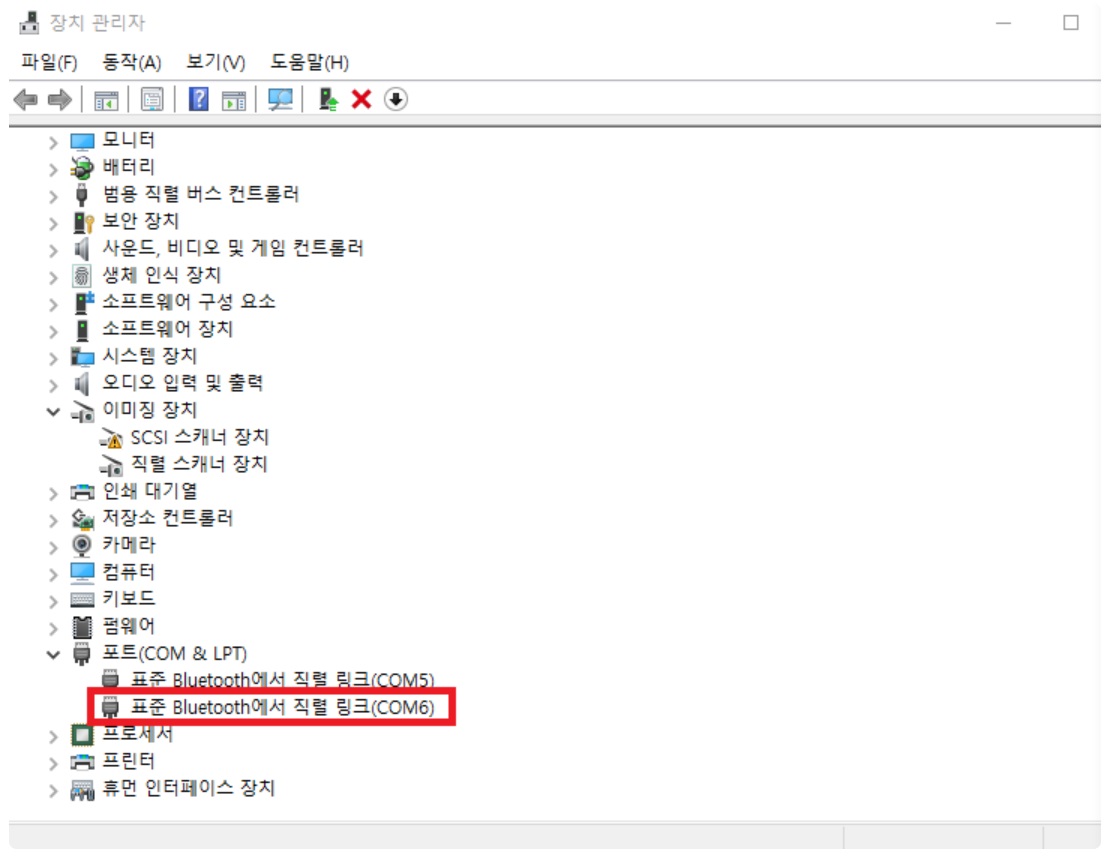 장치 관리자
파일(F) 동작(A) 보기(V) 도움말(H)
모니터
배터리
범용 직렬 버스 컨트롤러
보안 장치
사운드, 비디오 및 게임 컨트롤러
생체 인식 장치
소프트웨어 구성 요소
소프트웨어 장치
시스템 장치
오디오 입력 및 출력
이미징 장치
SCSI 스캐너 장치
직렬 스캐너 장치
인쇄 대기열
저장소 컨트롤러
카메라
컴퓨터
키보드
펌웨어
포트(COM & LPT)
표준 Bluetooth에서 직렬 링크(COM5)
표준 Bluetooth에서 직렬 링크(COM6)
프로세서
프린터
휴먼 인터페이스 장치